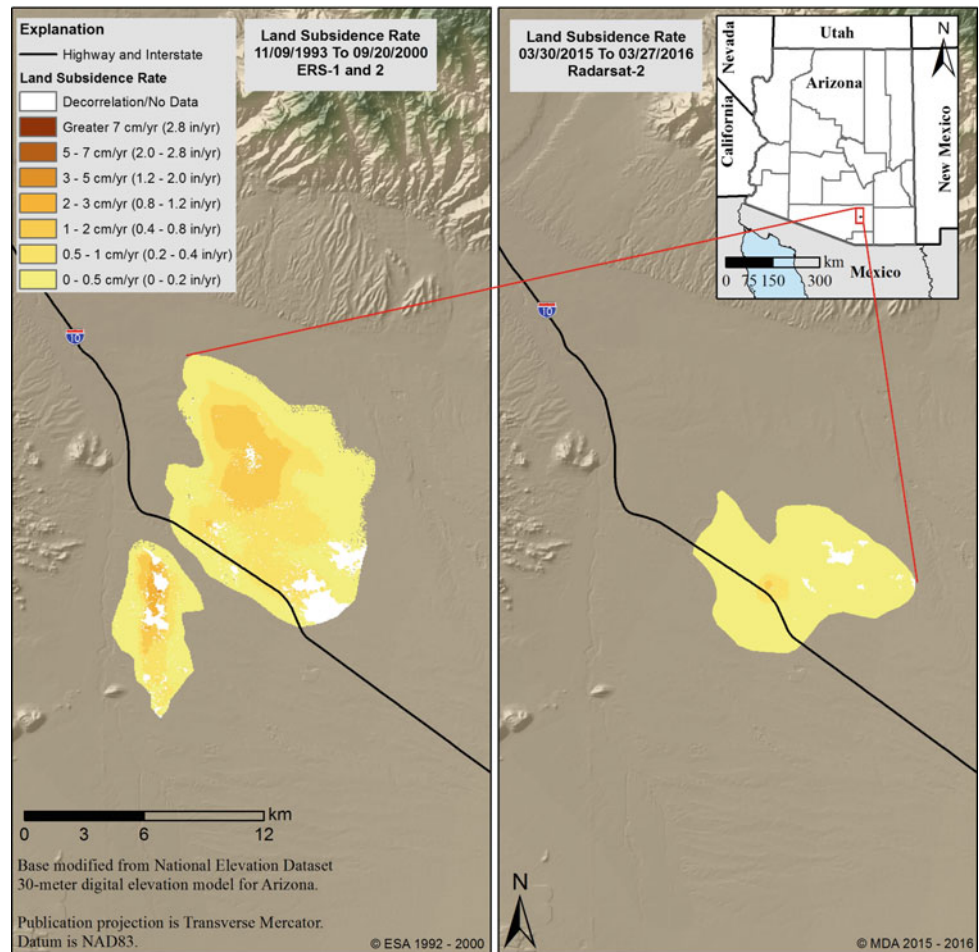 Explanation
Highway and Interstate
Land Subsidence Rate
Decorrelation/No Data
Greater 7 cm/yr (2.8 in/yr)
5 - 7 cm/yr (2.0 - 2.8 in/yr)
3 - 5 cm/yr (1.2 - 2.0 in/yr)
2 - 3 cm/yr (0.8 - 1.2 in/yr)
1 - 2 cm/yr (0.4 - 0.8 in/yr)
0.5 - 1 cm/yr (0.2 - 0.4 in/yr)
0 - 0.5 cm/yr (0 - 0.2 in/yr)
Land Subsidence Rate
11/09/1993 To 09/20/2000
ERS-1 and 2
10
km
0 3 6 12
Base modified from National Elevation Dataset
30-meter digital elevation model for Arizona.
Publication projection is Transverse Mercator.
Datum is NAD83.
© ESA 1992 - 2000
Land Subsidence Rate
03/30/2015 To 03/27/2016
Radarsat-2
Nevada
Utah
N
Arizona
California
New Mexico
km
0 75 150 300
Mexico
10
N
© MDA 2015 - 2016